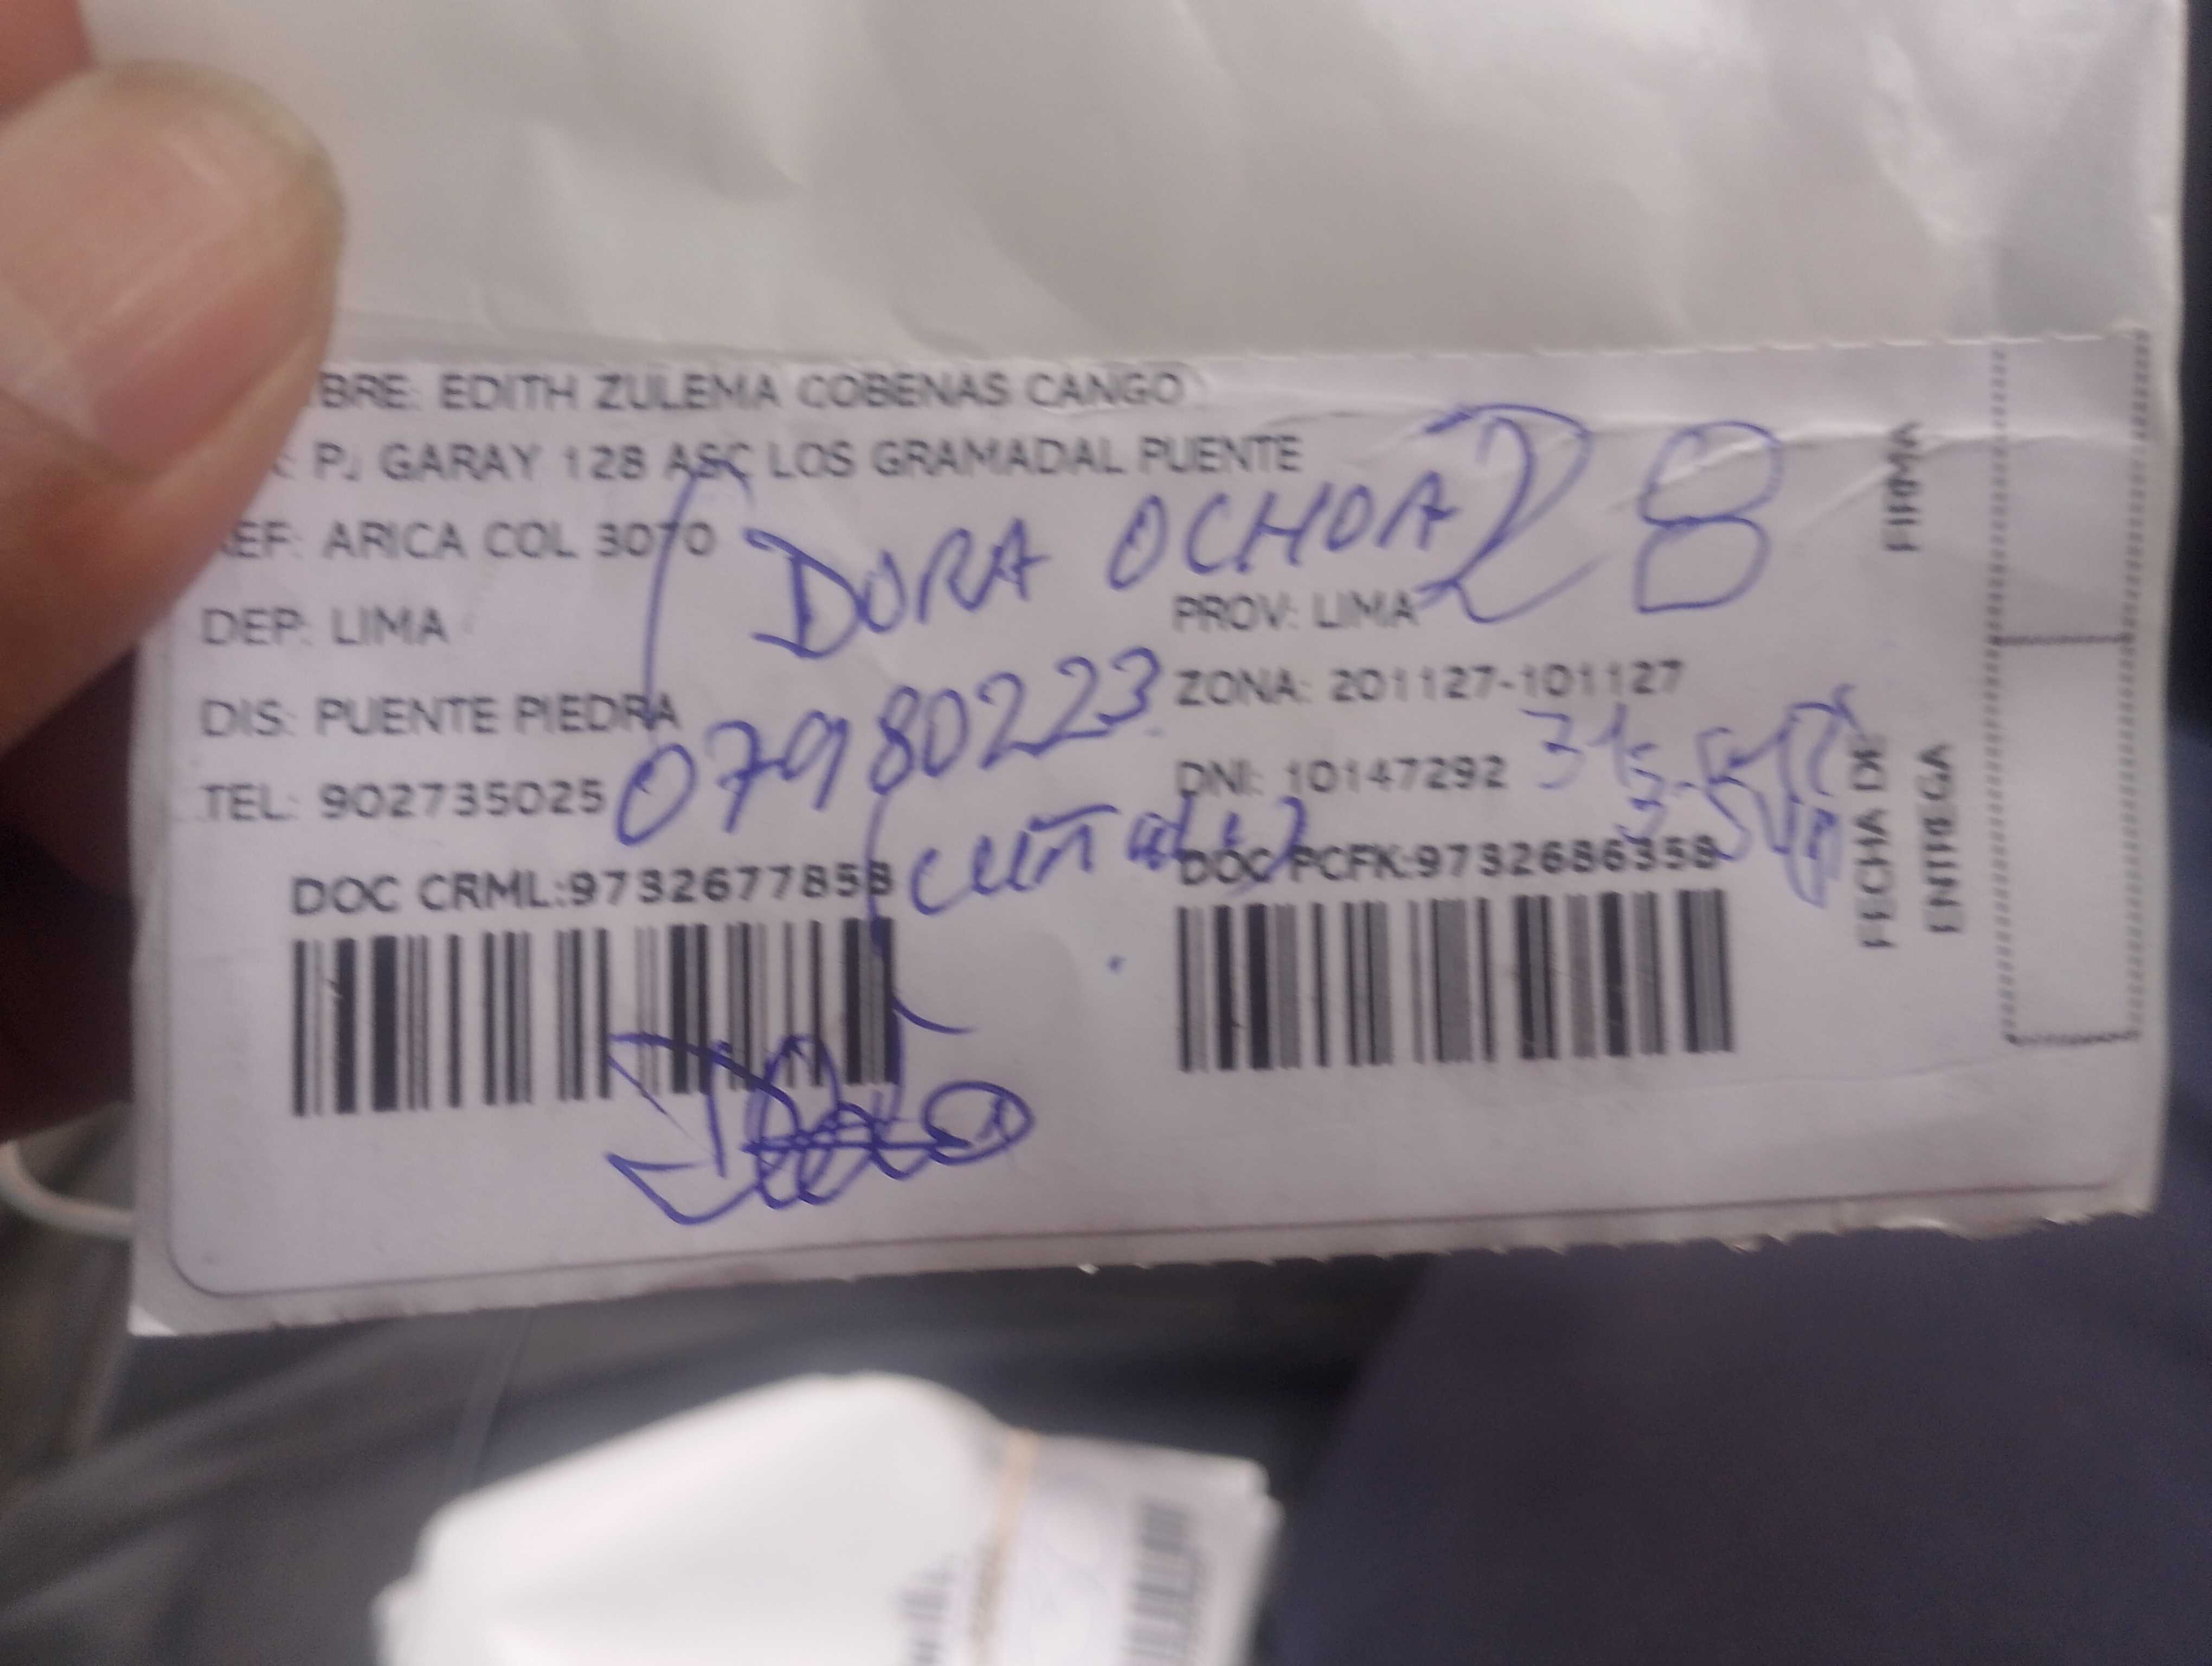 BRE: EDITH ZULEMA COBENAS CANGO
: PJ GARAY 128 ASC LOS GRAMADAL PUENTE
EF: ARICA COL 3070
DORA OCHOA
28
DEP: LIMA
PROV: LIMA
DIS: PUENTE PIEDRA
ZONA: 201127-101127
07980223
TEL: 902735025
DNI: 10147292
DOC CRML:9732677858
DOC PCFK:9732686358
FIRMA
FECHA DE
ENTREGA